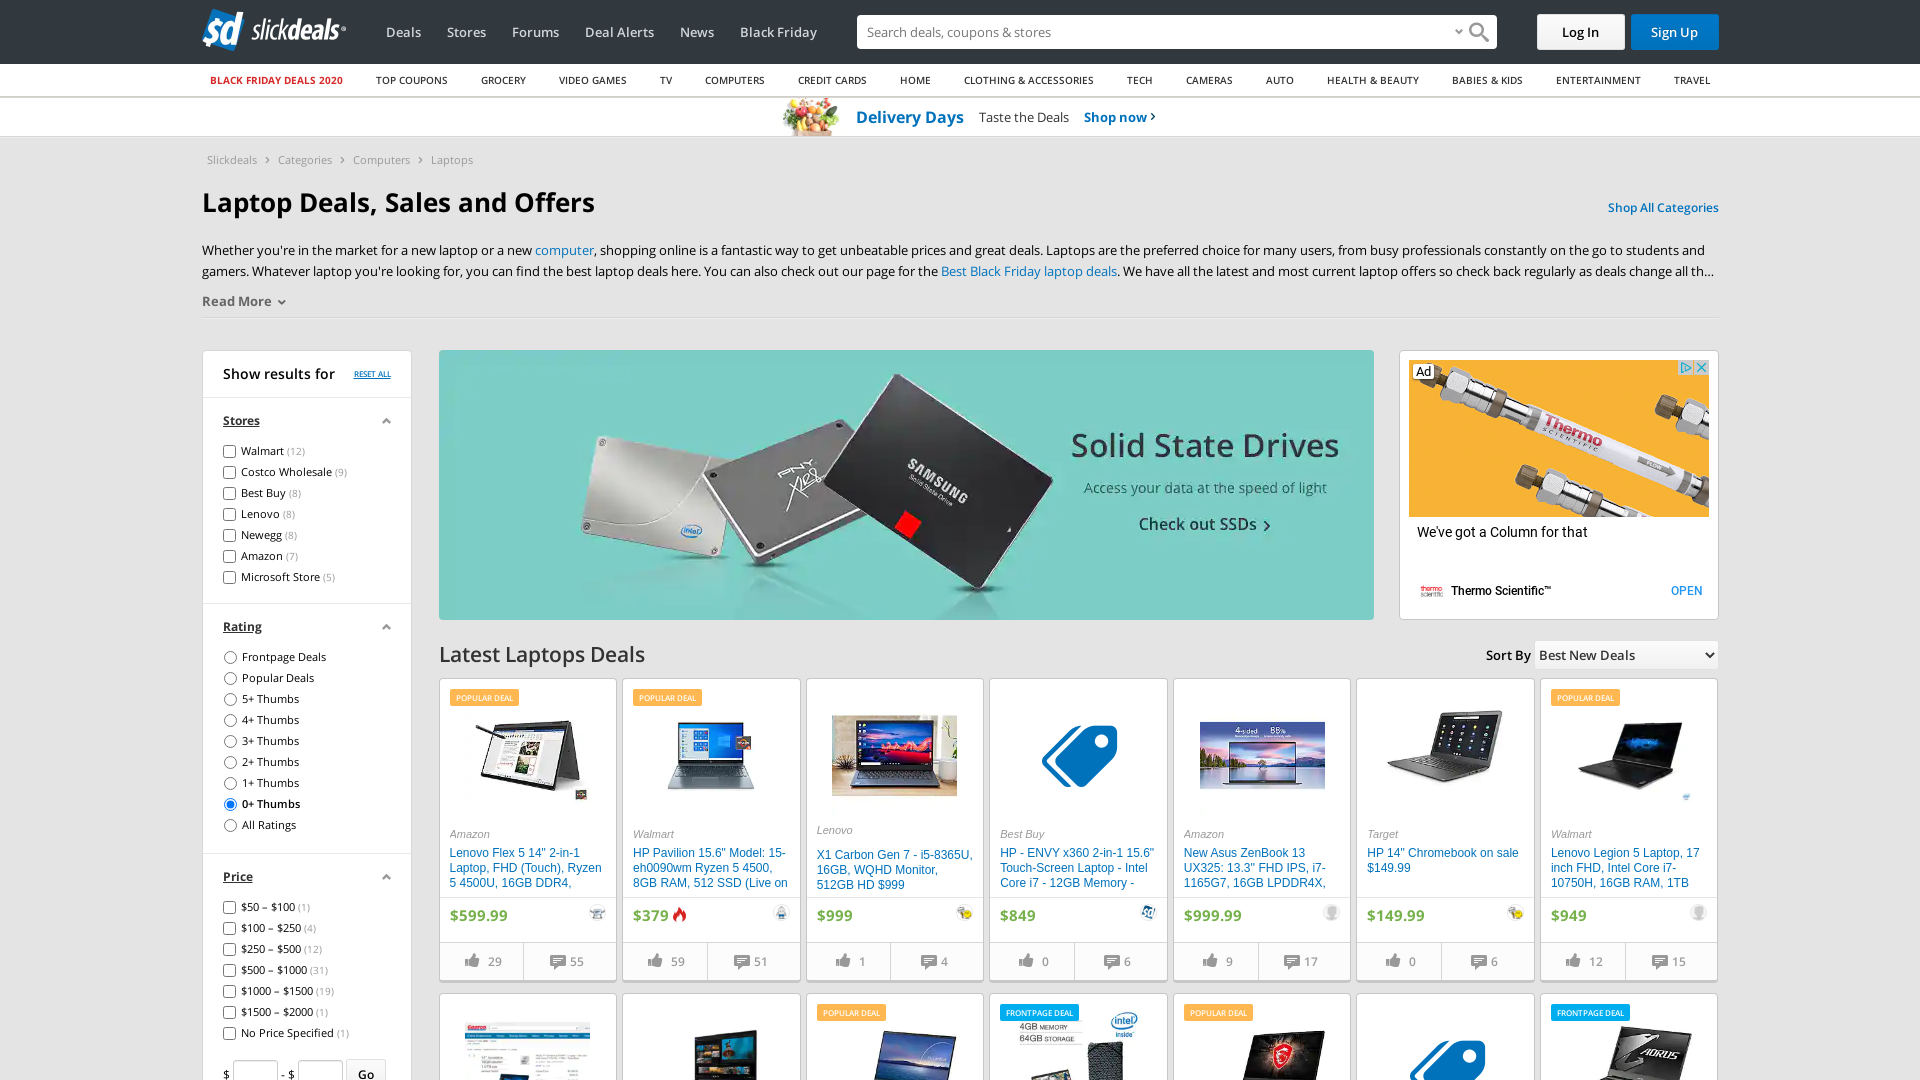 sd slickdeals
Deals Stores Forums Deal Alerts News Black Friday
Search deals, coupons & stores
Log In
Sign Up
BLACK FRIDAY DEALS 2020 TOP COUPONS GROCERY VIDEO GAMES TV COMPUTERS CREDIT CARDS HOME CLOTHING & ACCESSORIES TECH CAMERAS AUTO HEALTH & BEAUTY BABIES & KIDS ENTERTAINMENT TRAVEL
Delivery Days Taste the Deals Shop now
Slickdeals Categories Computers Laptops
Laptop Deals, Sales and Offers
Shop All Categories
Whether you're in the market for a new laptop or a new computer, shopping online is a fantastic way to get unbeatable prices and great deals. Laptops are the preferred choice for many users, from busy professionals constantly on the go to students and
gamers. Whatever laptop you're looking for, you can find the best laptop deals here. You can also check out our page for the Best Black Friday laptop deals. We have all the latest and most current laptop offers so check back regularly as deals change all th...
Read More
Show results for RESET ALL
Stores
Walmart (12)
Costco Wholesale (9)
Best Buy (8)
Lenovo (8)
Newegg (8)
Amazon (7)
Microsoft Store (5)
Rating
Frontpage Deals
Popular Deals
5+ Thumbs
4+ Thumbs
3+ Thumbs
2+ Thumbs
1+ Thumbs
0+ Thumbs
All Ratings
Price
$50 – $100 (1)
$100 – $250 (4)
$250 – $500 (12)
$500 – $1000 (31)
$1000 – $1500 (19)
$1500 – $2000 (1)
No Price Specified (1)
$ - $ Go
intel
PNY
SAMSUNG
Solid State Drive
Solid State Drives
Access your data at the speed of light
Check out SSDs
Ad
Thermo
SCIENTIFIC
FLOW
We've got a Column for that
thermo
scientific
Thermo Scientific™
OPEN
Latest Laptops Deals
Sort By Best New Deals
POPULAR DEAL
Amazon
Lenovo Flex 5 14" 2-in-1
Laptop, FHD (Touch), Ryzen
5 4500U, 16GB DDR4,
$599.99
29 55
POPULAR DEAL
Walmart
HP Pavilion 15.6" Model: 15-
eh0090wm Ryzen 5 4500,
8GB RAM, 512 SSD (Live on
$379
59 51
Lenovo
X1 Carbon Gen 7 - i5-8365U,
16GB, WQHD Monitor,
512GB HD $999
$999
1 4
Best Buy
HP - ENVY x360 2-in-1 15.6"
Touch-Screen Laptop - Intel
Core i7 - 12GB Memory -
$849
0 6
4-sided 88%
Amazon
New Asus ZenBook 13
UX325: 13.3" FHD IPS, i7-
1165G7, 16GB LPDDR4X,
$999.99
9 17
Target
HP 14" Chromebook on sale
$149.99
$149.99
0 6
POPULAR DEAL
Walmart
Lenovo Legion 5 Laptop, 17
inch FHD, Intel Core i7-
10750H, 16GB RAM, 1TB
$949
12 15
POPULAR DEAL
FRONTPAGE DEAL
4GB MEMORY
64GB STORAGE
intel
inside
POPULAR DEAL
FRONTPAGE DEAL
AORUS